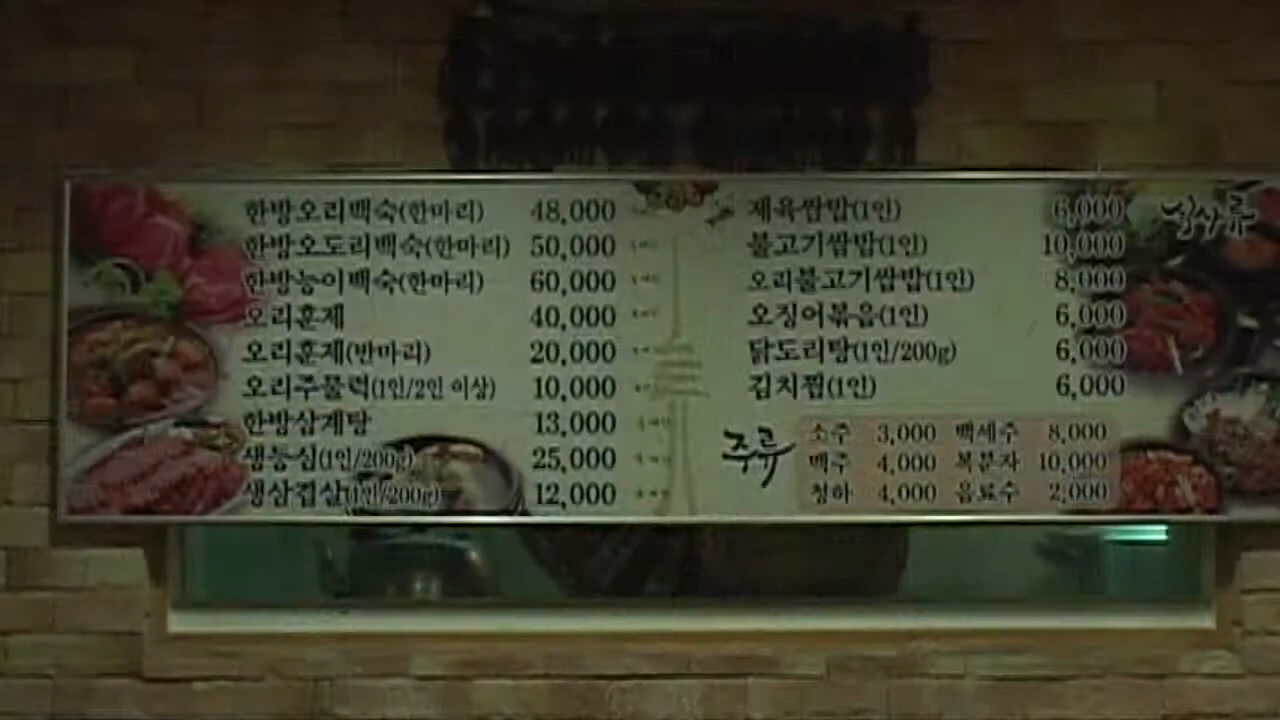 한방오리백숙(한마리) 48,000
한방오도리백숙(한마리) 50,000
한방능이백숙(한마리) 60,000
오리훈제 40,000
오리훈제(반마리) 20,000
오리주물럭(1인/2인 이상) 10,000
한방삼계탕 13,000
생등심(1인/200g) 25,000
생삼겹살(1인/200g) 12,000
제육쌈밥(1인) 6,000
불고기쌈밥(1인) 10,000
오리불고기쌈밥(1인) 8,000
오징어볶음(1인) 6,000
닭도리탕(1인/200g) 6,000
김치찜(1인) 6,000
주류
소주 3,000 백세주 8,000
맥주 4,000 복분자 10,000
청하 4,000 음료수 2,000